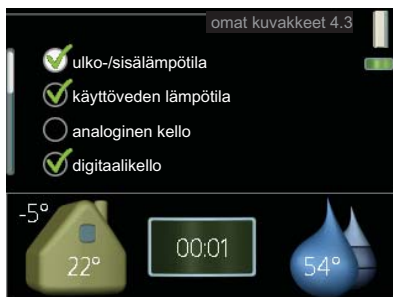 omat kuvakkeet 4.3
ulko-/sisälämpötila
käyttöveden lämpötila
analoginen kello
digitaalikello
-5°
22°
00:01
54°